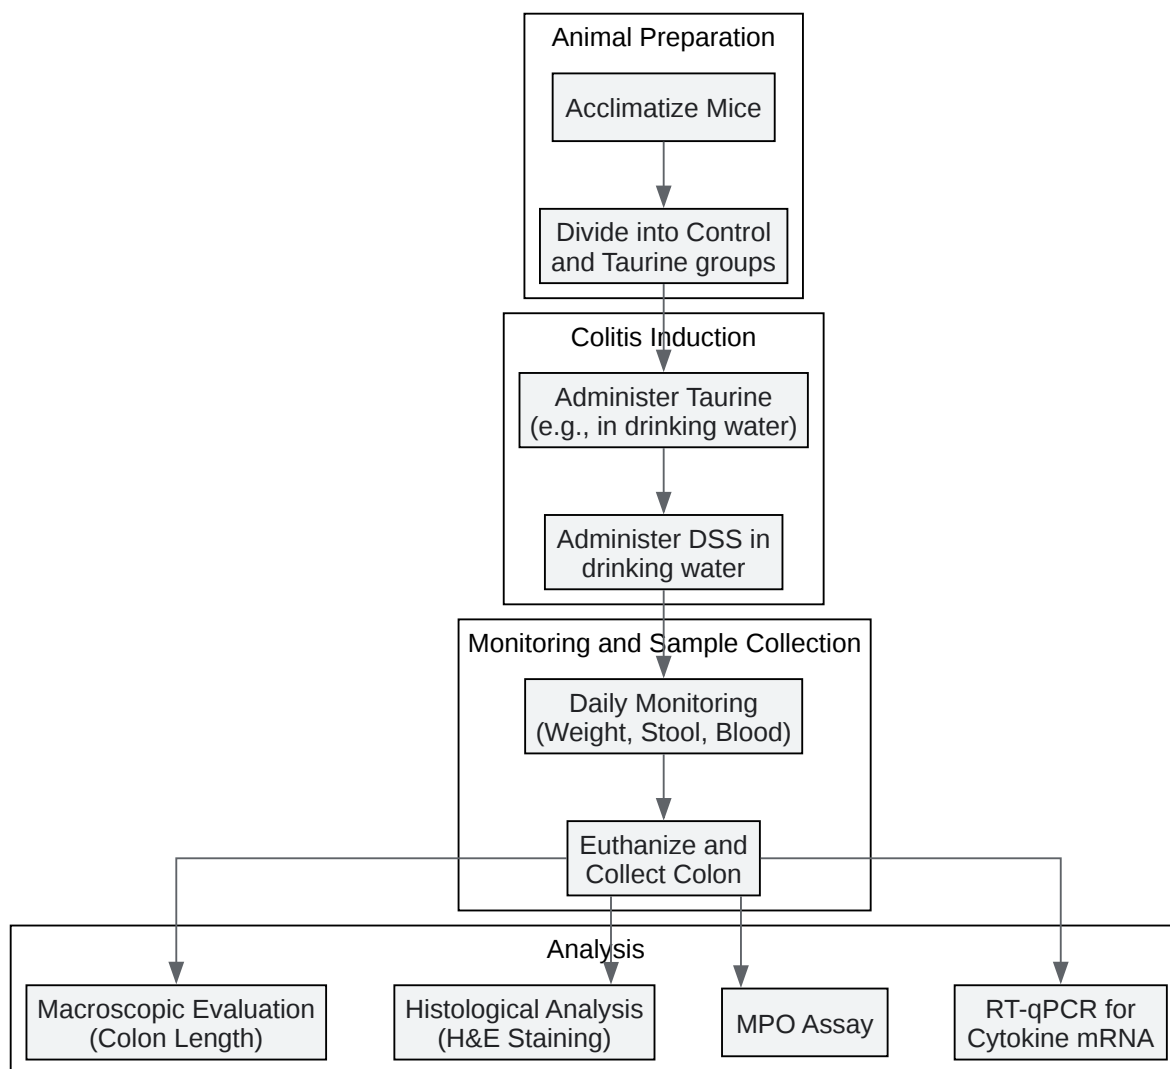 Animal Preparation
Acclimatize Mice
Divide into Control
and Taurine groups
Colitis Induction
Administer Taurine
(e.g., in drinking water)
Administer DSS in
drinking water
Monitoring and Sample Collection
Daily Monitoring
(Weight, Stool, Blood)
Euthanize and
Collect Colon
Analysis
Macroscopic Evaluation
(Colon Length)
Histological Analysis
(H&E Staining)
MPO Assay
RT-qPCR for
Cytokine mRNA